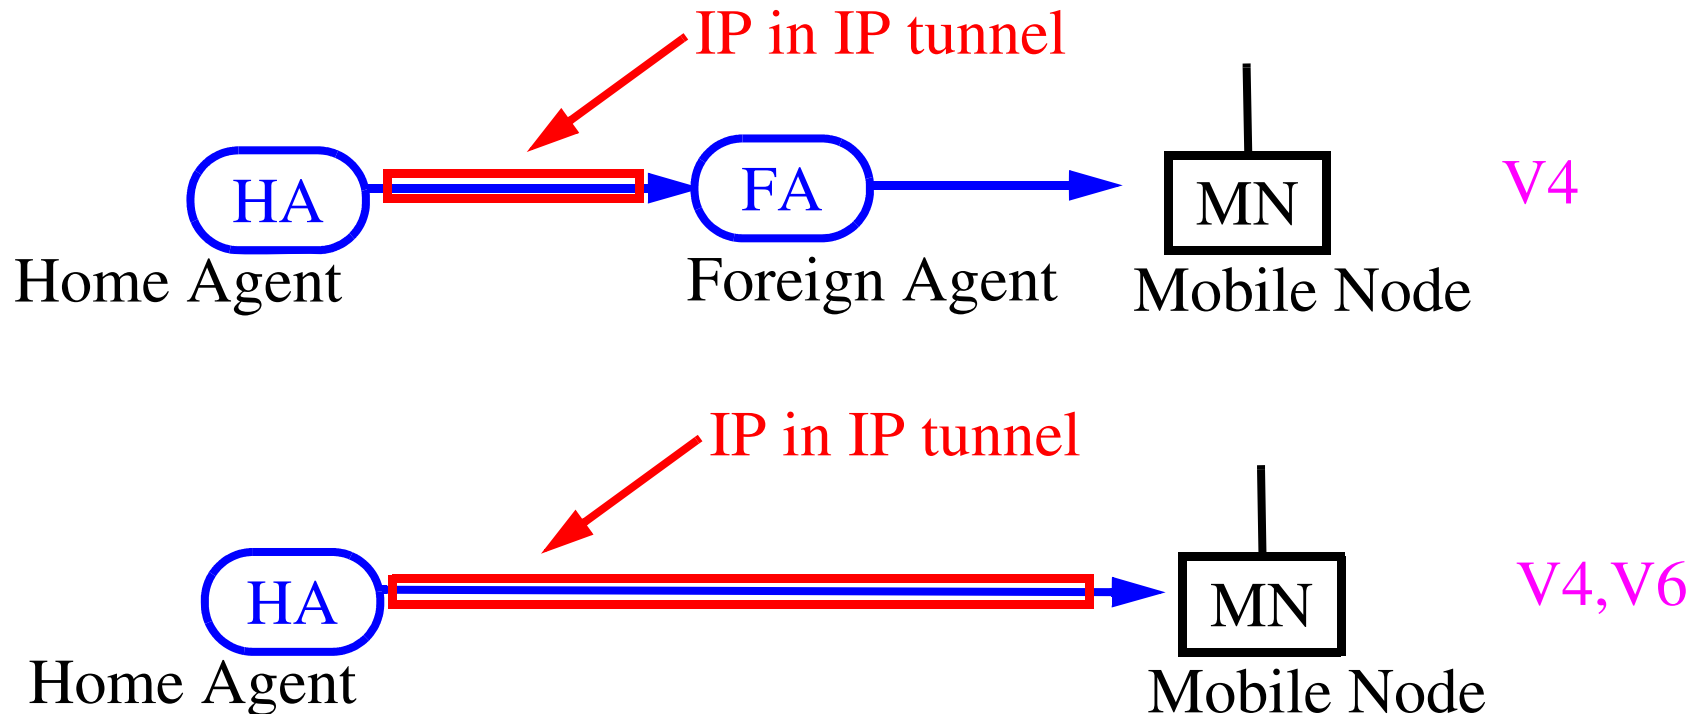 IP in IP tunnel
HA
FA
MN
V4
Home Agent
Foreign Agent
Mobile Node
IP in IP tunnel
HA
MN
V4,V6
Home Agent
Mobile Node